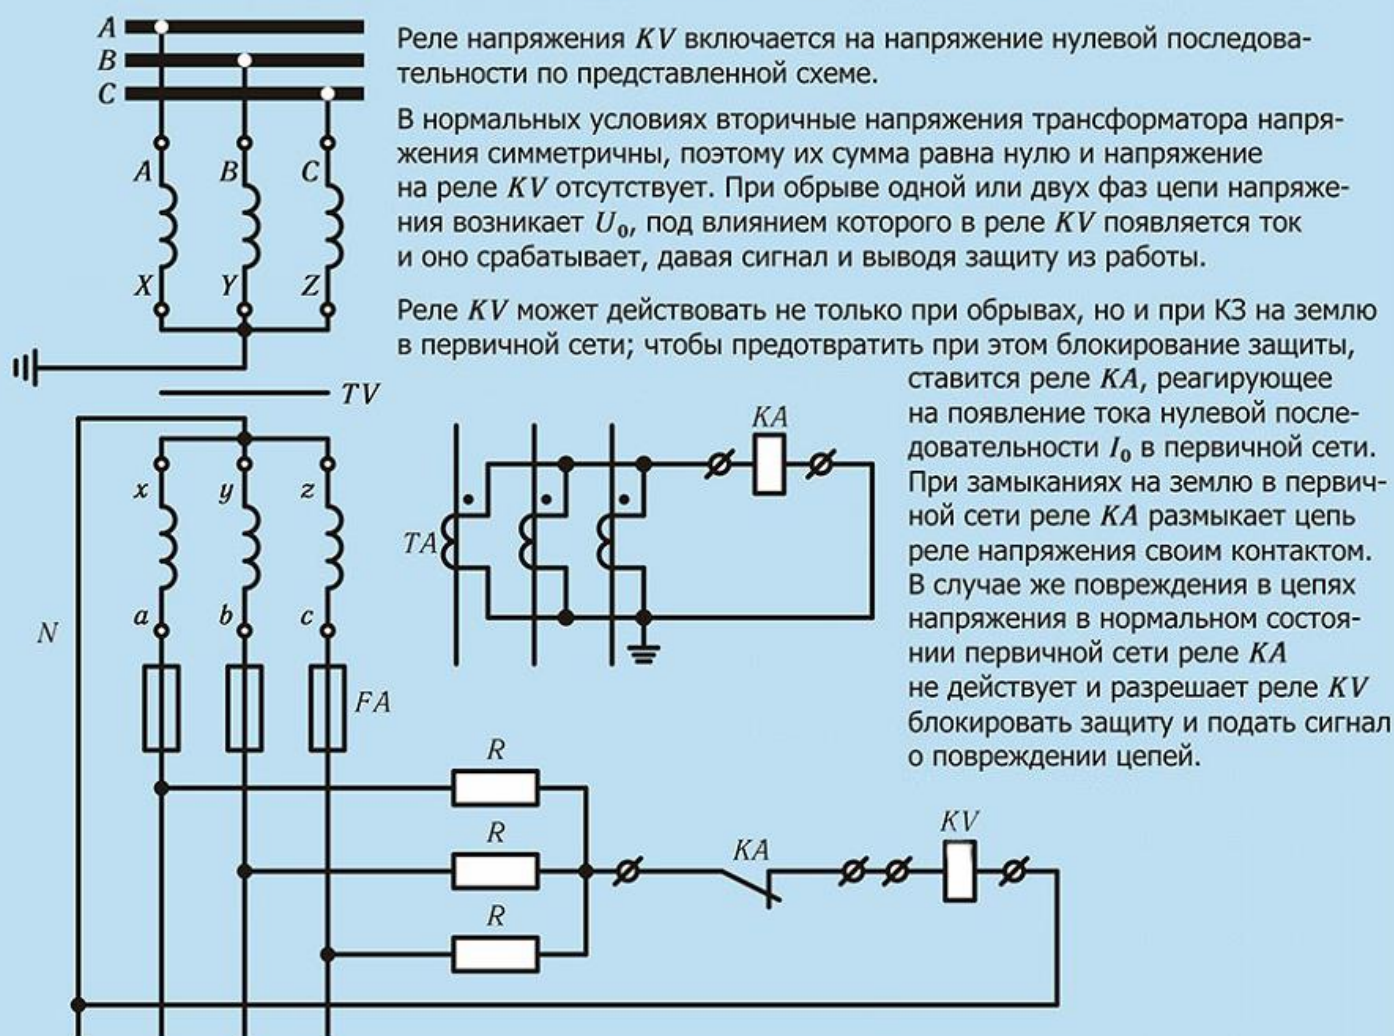 A
B
C
Реле напряжения KV включается на напряжение нулевой последова-
тельности по представленной схеме.
В нормальных условиях вторичные напряжения трансформатора напря-
жения симметричны, поэтому их сумма равна нулю и напряжение
на реле KV отсутствует. При обрыве одной или двух фаз цепи напряже-
ния возникает U₀, под влиянием которого в реле KV появляется ток
и оно срабатывает, давая сигнал и выводя защиту из работы.
Реле KV может действовать не только при обрывах, но и при КЗ на землю
в первичной сети; чтобы предотвратить при этом блокирование защиты,
ставится реле KA, реагирующее
на появление тока нулевой после-
довательности I₀ в первичной сети.
При замыканиях на землю в первич-
ной сети реле KA размыкает цепь
реле напряжения своим контактом.
В случае же повреждения в цепях
напряжения в нормальном состоя-
нии первичной сети реле KA
не действует и разрешает реле KV
блокировать защиту и подать сигнал
о повреждении цепей.
A B C
X Y Z
TV
x y z
a b c
N
FA
TA
KA
R
R
R
KA
KV